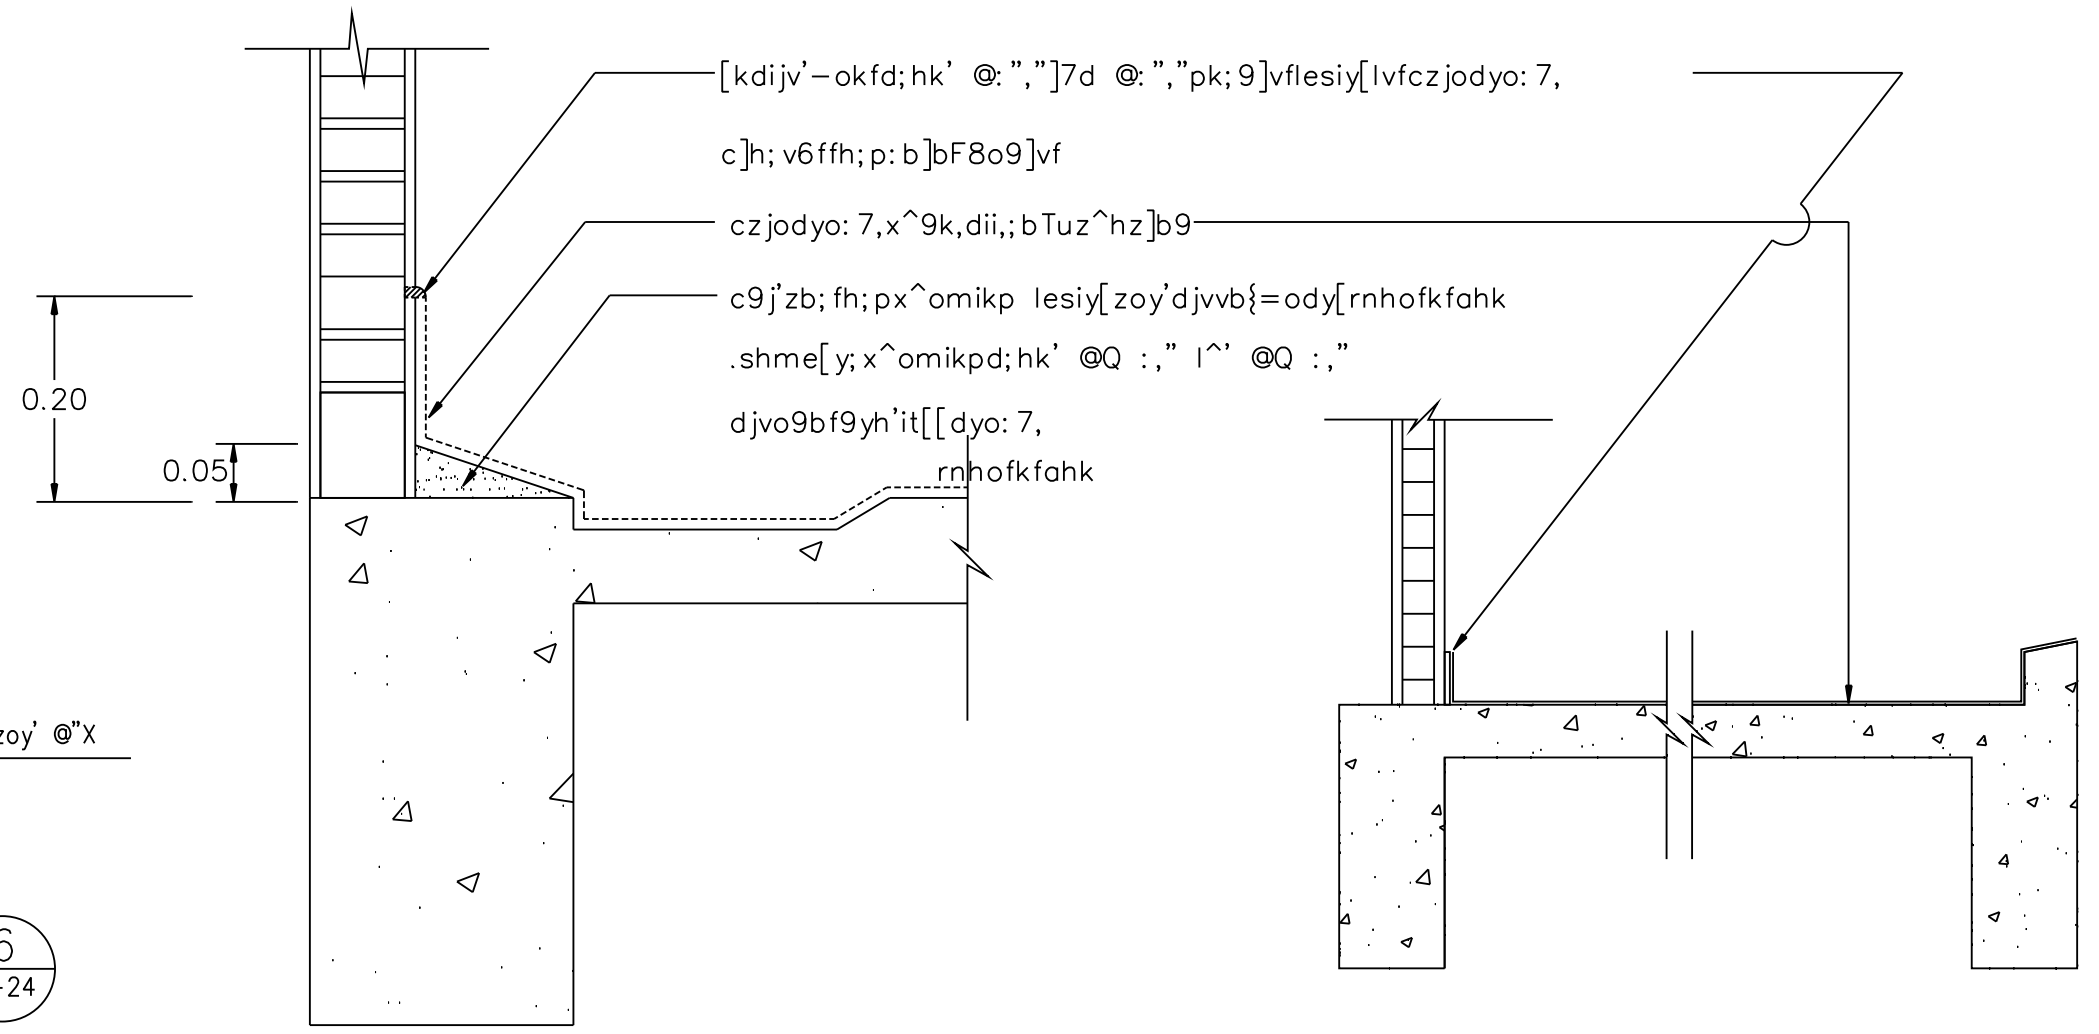 [kdijv'–okfd;hk' @:","]7d @:","pk;9]vflesiy[lvfczjodyo:7,
c]h;v6ffh;p:b]bF8o9]vf
czjodyo:7,x^9k,dii,;bTuz^hz]b9
c9j'zb;fh;px^omikp lesiy[zoy'djvvb{=ody[rnhofkfahk
.shme[y;x^omikpd;hk' @Q :,” l^' @Q :,”
djvo9bf9yh'it[[dyo:7,
rnhofkfahk
0.20
0.05
zoy' @"X
6
-24